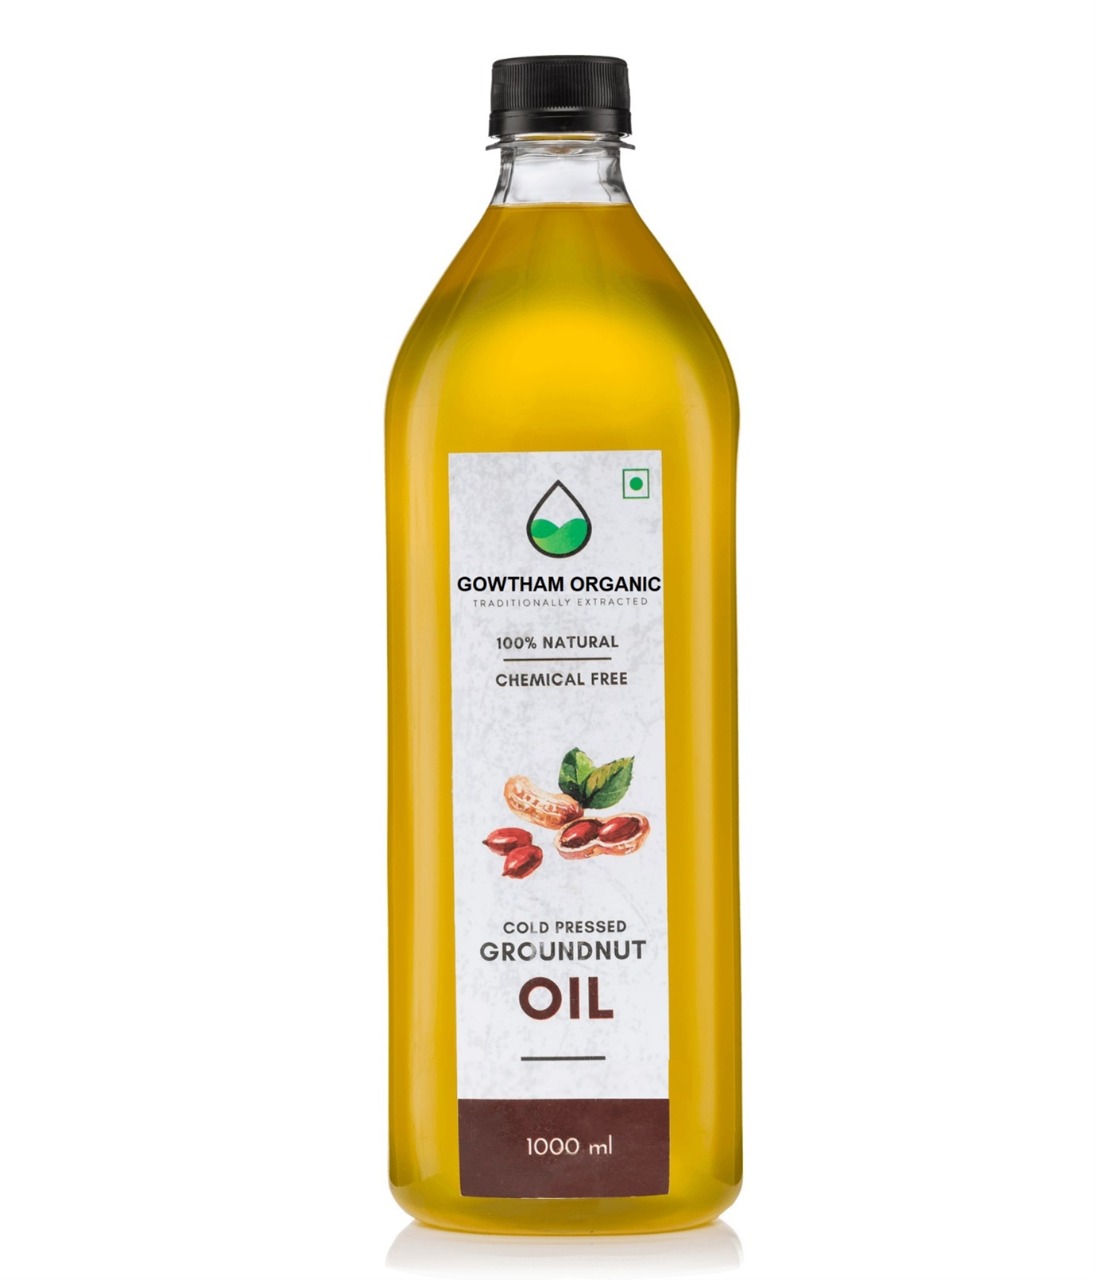 GOWTHAM ORGANIC
TRADITIONALLY EXTRACTED
100% NATURAL
CHEMICAL FREE
COLD PRESSED
GROUNDNUT
OIL
1000 ml